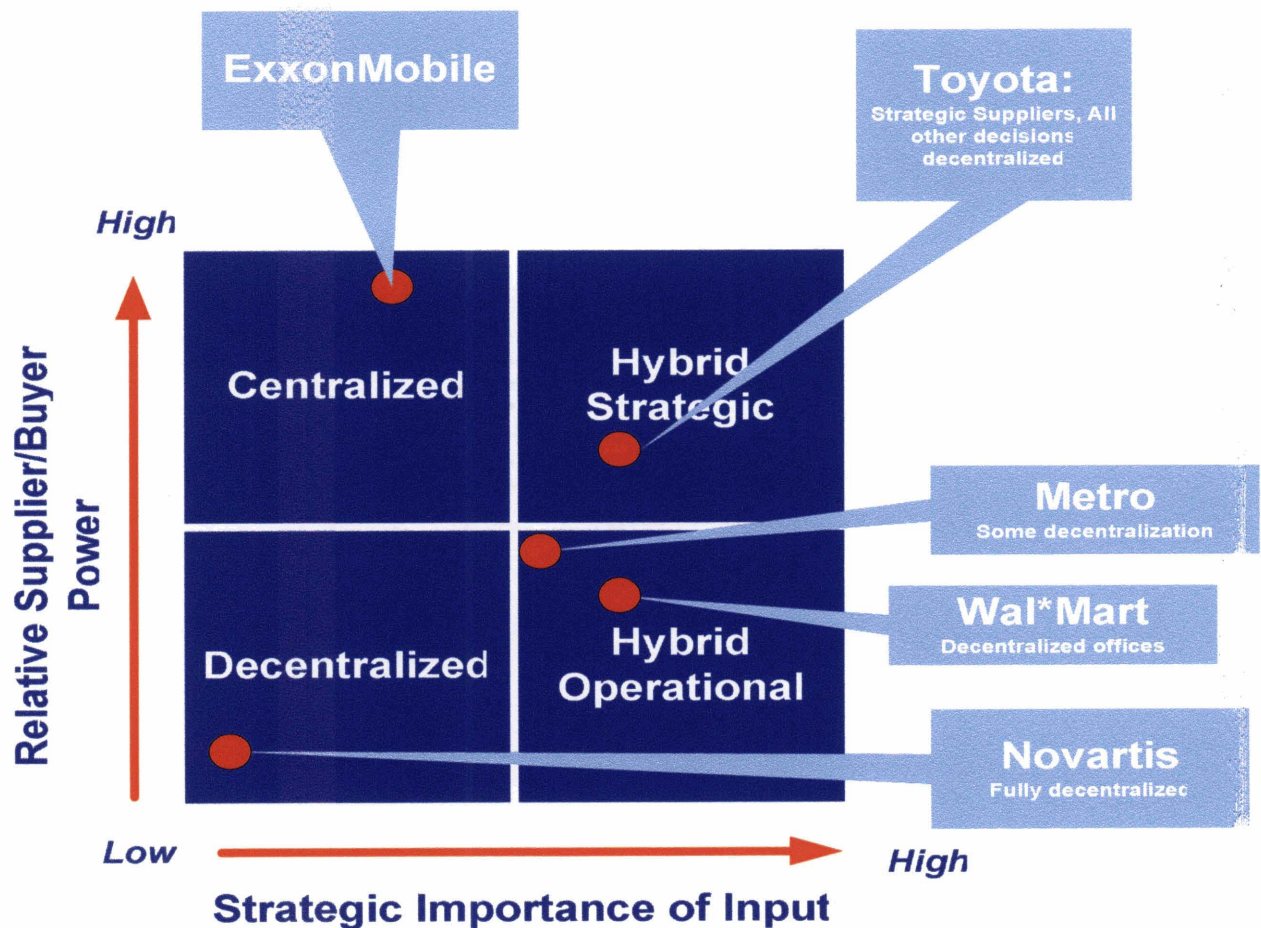 ExxonMobile
Toyota:
Strategic Suppliers, All
other decisions
decentralized
High
Relative Supplier/Buyer
Power
Centralized
Hybrid
Strategic
Metro
Some decentralization
Wal*Mart
Decentralized offices
Decentralized
Hybrid
Operational
Novartis
Fully decentralized
Low
High
Strategic Importance of Input